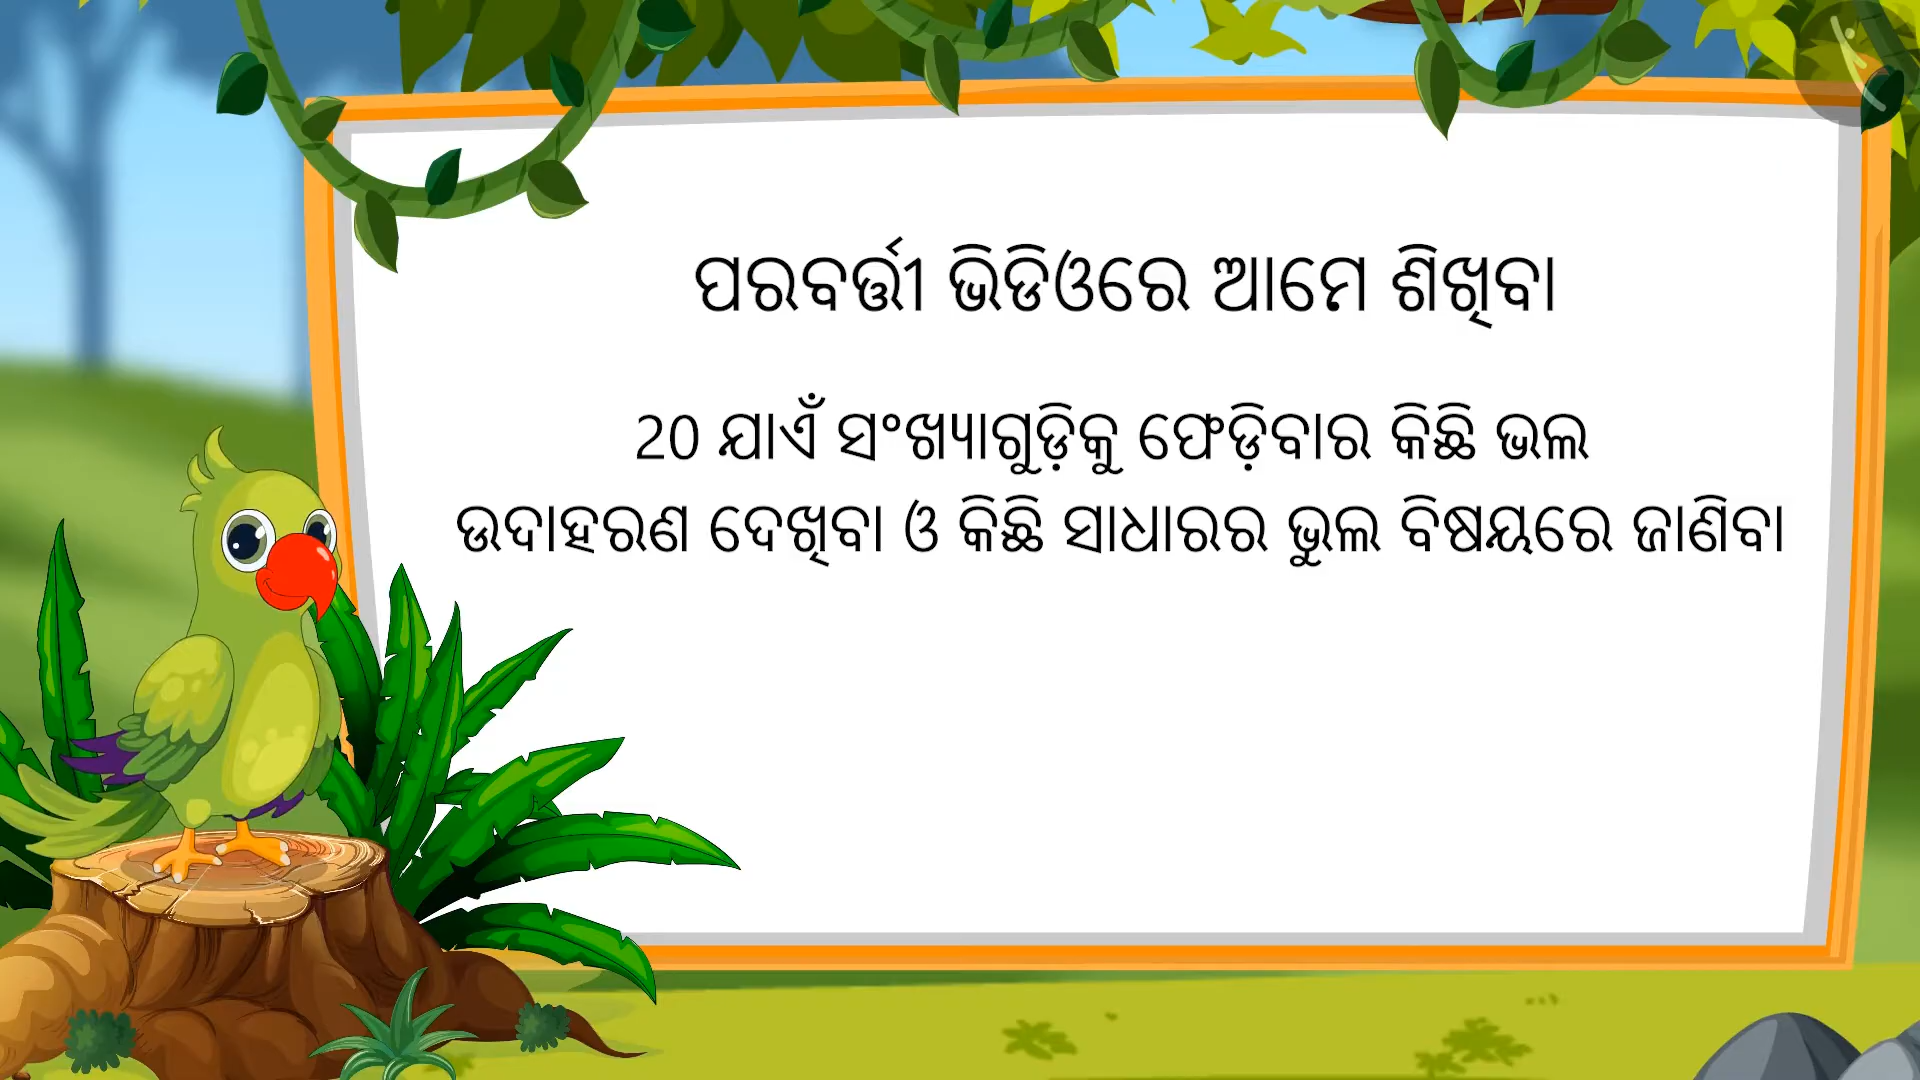 ପରବର୍ତ୍ତୀ ଭିଡିଓରେ ଆମେ ଶିଖିବା
20 ଯାଏଁ ସଂଖ୍ୟାଗୁଡ଼ିକୁ ଫେଡ଼ିବାର କିଛି ଭଲ
ଉଦାହରଣ ଦେଖିବା ଓ କିଛି ସାଧାରର ଭୁଲ ବିଷୟରେ ଜାଣିବା